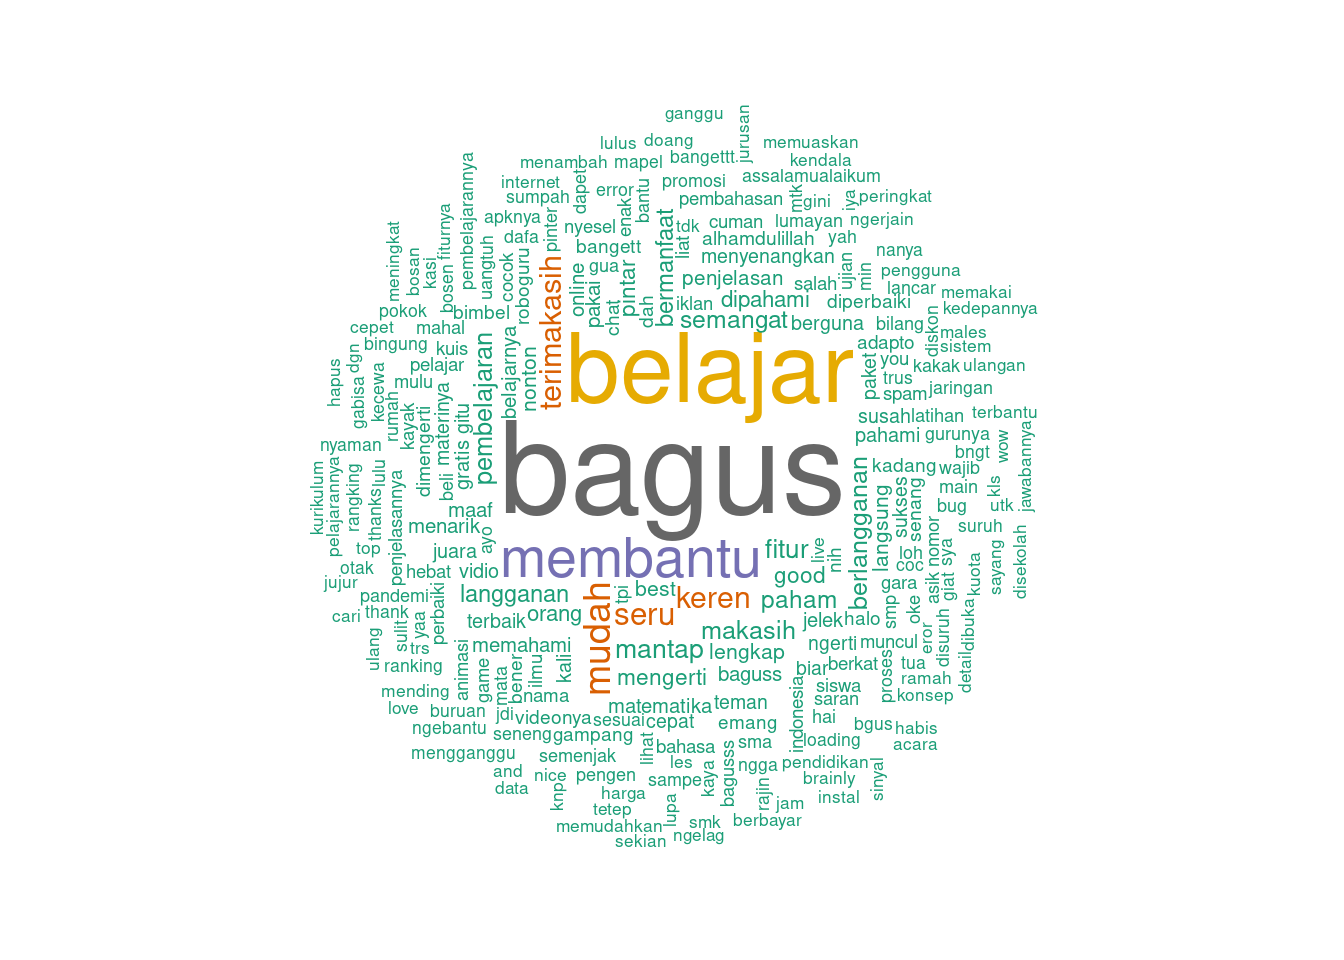 ganggu
lulus
doang
jurusan
memuaskan
menambah
mapel
bangettt
kendala
pembelajarannya
internet
sumpah
dapet
error
enak
bantu
promosi
pembahasan
mtk
assalamualaikum
gini
iya
peringkat
fiturnya
apknya
pinter
nyesel
tdk
cuman
lumayan
ngerjain
meningkat
bosan
kasi
bosen
uangtuh
dafa
cocok
roboguru
terimakasih
bangett
gua
online
pakai
chat
pintar
dah
bermanfaat
liat
alhamdulillah
yah
menyenangkan
nanya
penjelasan
salah
ujian
min
pengguna
lancar
memakai
iklan
dipahami
diperbaiki
kedepannya
pokok
bimbel
semangat
berguna
bilang
diskon
males
cepet
mahal
bingung
kuis
adapto
sistem
hapus
dgn
gabisa
kecewa
pelajar
mulu
rumah
kayak
pembelajaran
belajarnya
nonton
belajar
paket
you
kakak
ulangan
trus
spam
jaringan
dimengerti
materinya
gratis
gitu
susah
latihan
terbantu
nyaman
pahami
gurunya
wow
bngt
jawabannya
kurikulum
pelajarannya
rangking
thanks
lulu
penjelasannya
beli
bagus
kadang
wajib
main
kls
maaf
berlangganan
langsung
sukses
senang
bug
utk
menarik
ayo
nomor
suruh
top
juara
membantu
fitur
live
nih
loh
coc
asik
sya
giat
kuota
sayang
disekolah
otak
hebat
vidio
good
gara
jujur
pandemi
perbaiki
langganan
mudah
tpi
best
keren
paham
smp
oke
cari
thank
sulit
yaa
terbaik
orang
seru
makasih
jelek
halo
eror
disuruh
dibuka
detail
ulang
trs
memahami
mantap
lengkap
ngerti
muncul
ranking
animasi
game
mata
bener
ilmu
kali
mengerti
baguss
biar
berkat
tua
proses
ramah
mending
nama
indonesia
siswa
konsep
love
buruan
jdi
videonya
matematika
teman
saran
ngebantu
seneng
gampang
sesuai
cepat
emang
hai
bgus
habis
mengganggu
semenjak
lihat
bahasa
sma
loading
acara
and
nice
pengen
les
sampe
kaya
bagusss
ngga
pendidikan
brainly
sinyal
data
knp
harga
tetep
lupa
rajin
jam
instal
memudahkan
smk
berbayar
sekian
ngelag